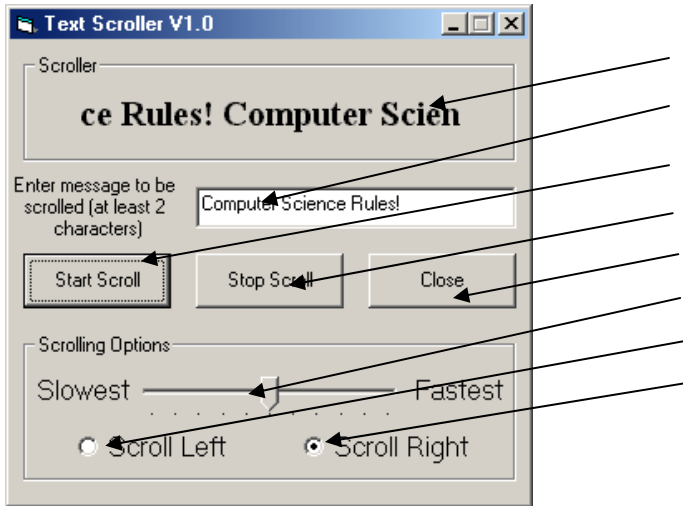 Text Scroller V1.0
Scroller
ce Rules! Computer Scien
Enter message to be
scrolled (at least 2
characters)
Computer Science Rules!
Start Scroll
Stop Scroll
Close
Scrolling Options
Slowest
Fastest
Scroll Left
Scroll Right